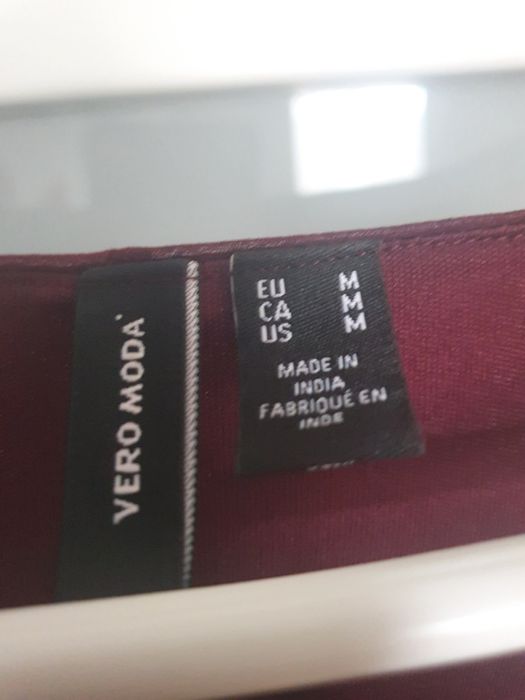 VERO MODA
EU M
CA M
US M
MADE IN
INDIA
FABRIQUÉ EN
INDE